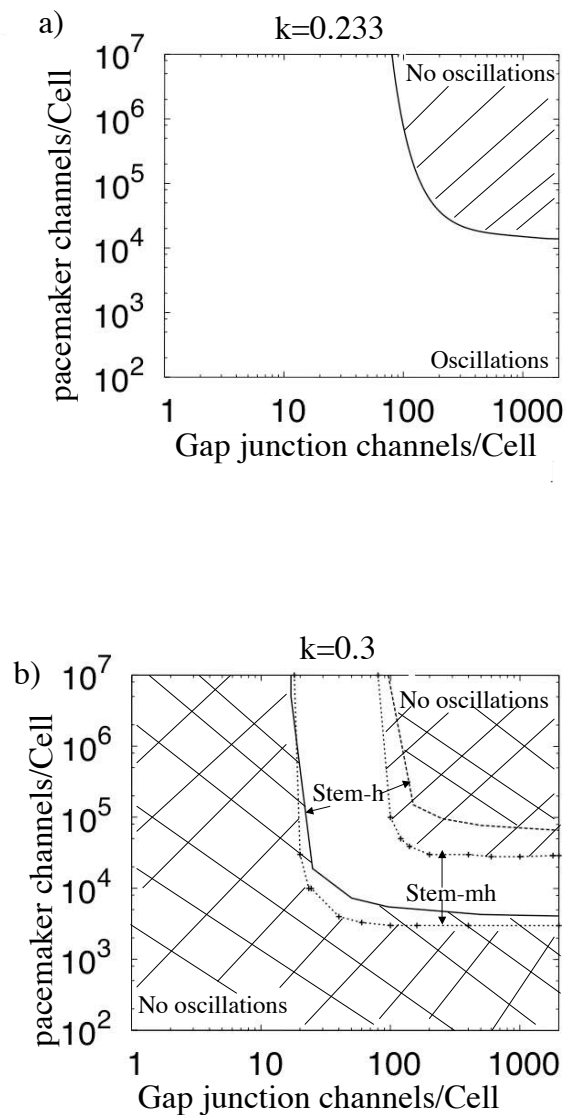 a)
k=0.233
pacemaker channels/Cell
10^7
10^6
10^5
10^4
10^3
10^2
No oscillations
Oscillations
1 10 100 1000
Gap junction channels/Cell
k=0.3
b)
pacemaker channels/Cell
10^7
10^6
10^5
10^4
10^3
10^2
No oscillations
Stem-h
Stem-mh
No oscillations
1 10 100 1000
Gap junction channels/Cell